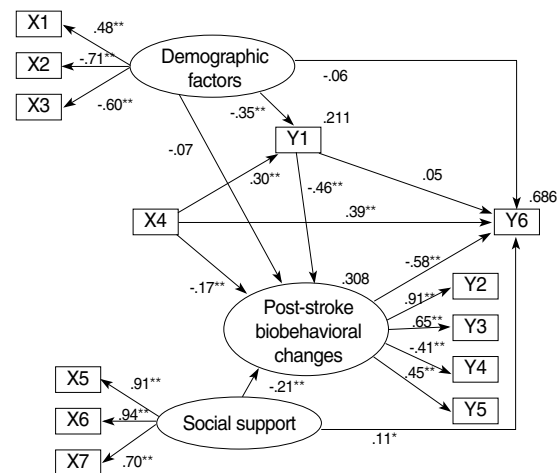 X1
.48**
Demographic
factors
X2
-.71**
X3
-.60**
-.06
-.35**
.211
Y1
-.07
.30**
-.46**
.05
.686
X4
.39**
Y6
-.17**
.308
-.58**
Y2
.91**
Post-stroke
biobehavioral
changes
.65**
Y3
-.41**
Y4
.45**
Y5
X5
.91**
-.21**
X6
.94**
Social support
.11*
X7
.70**